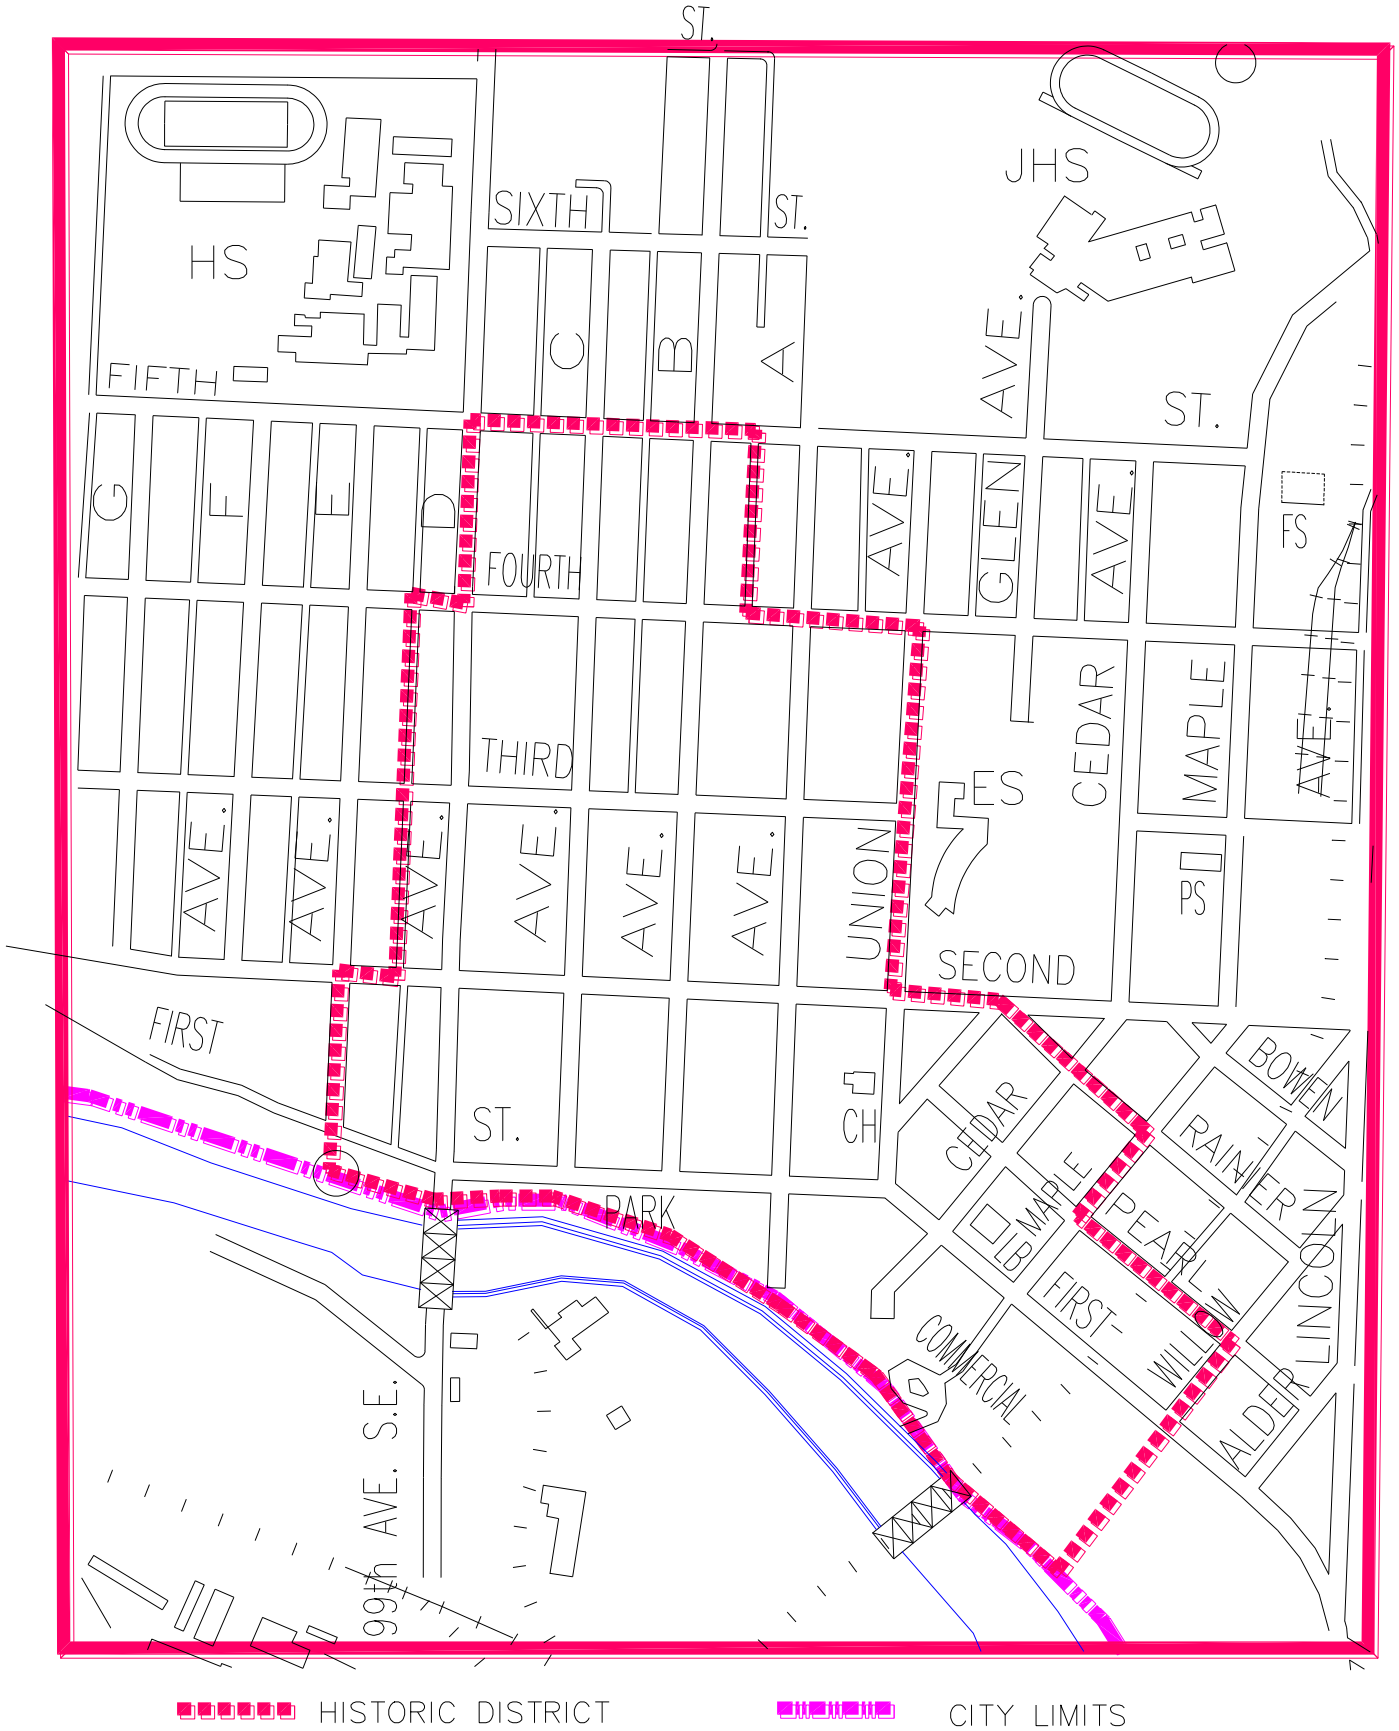 ST.
JHS
SIXTH ST.
HS
AVE.
C B A
FIFTH
ST.
G F E D
AVE. GLEN AVE.
FS
FOURTH
CEDAR MAPLE AVE.
THIRD
ES
AVE. AVE. AVE. AVE. AVE. AVE.
UNION
PS
SECOND
FIRST
BOWEN
ST.
CH
CEDAR
RAINIER
MAPLE
PEARL
PARK
LB
LINCOLN
FIRST
WILLOW
COMMERCIAL
ALDER
99th AVE. S.E.
HISTORIC DISTRICT
CITY LIMITS